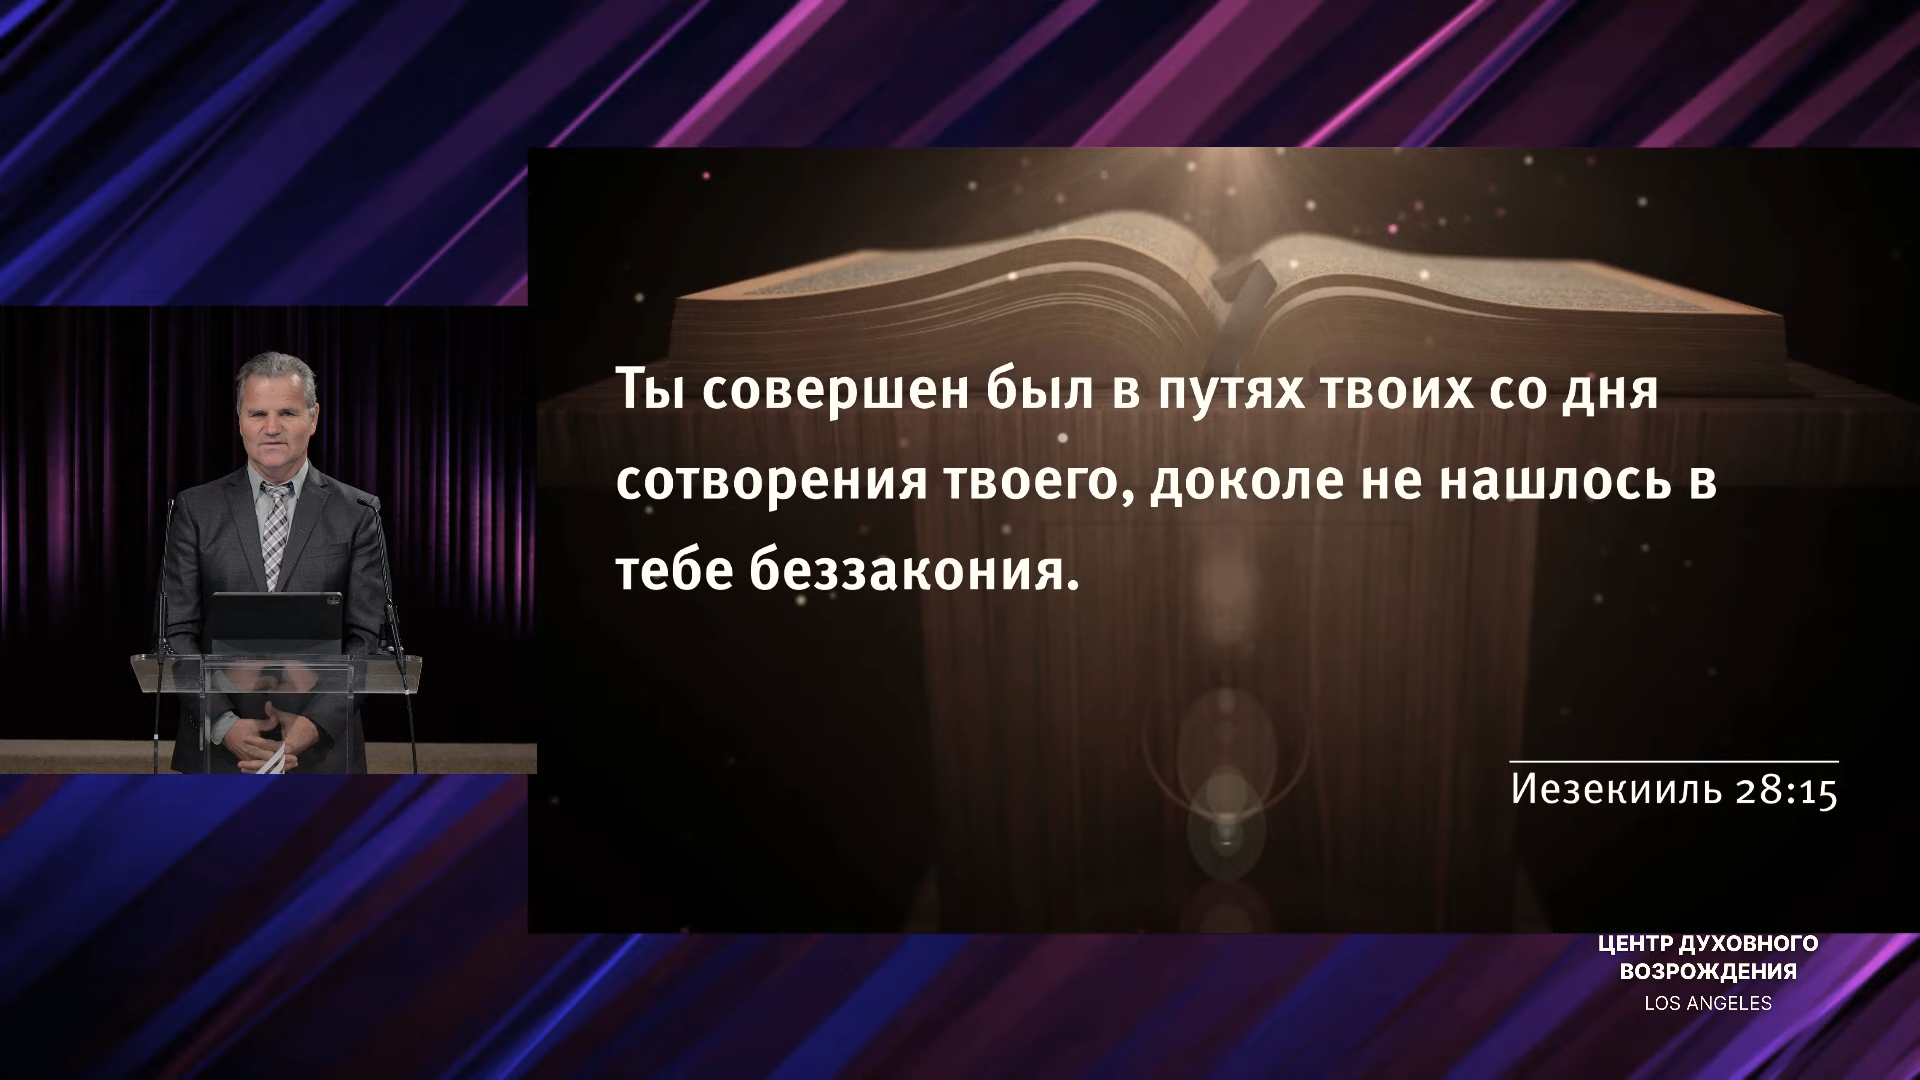 Ты совершен был в путях твоих со дня
сотворения твоего, доколе не нашлось в
тебе беззакония.
Иезекииль 28:15
ЦЕНТР ДУХОВНОГО
ВОЗРОЖДЕНИЯ
LOS ANGELES